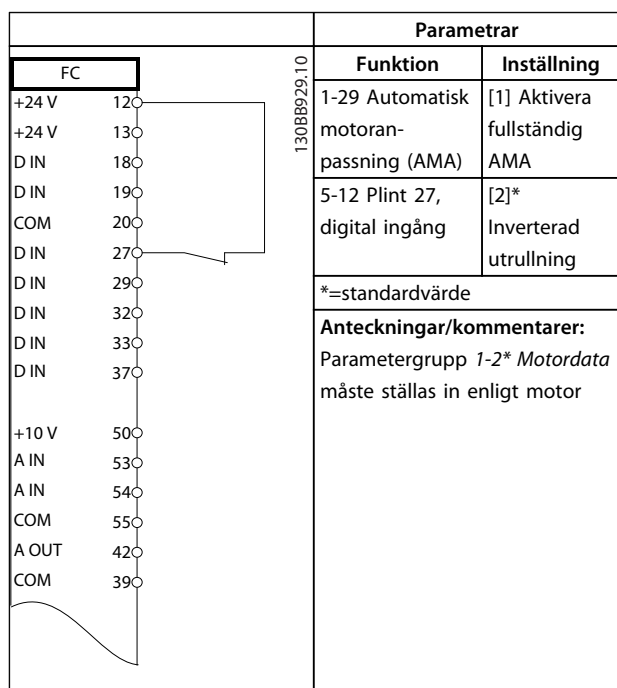 Parametrar
FC
130BB929.10
Funktion Inställning
+24 V 12
+24 V 13
D IN 18
D IN 19
COM 20
D IN 27
D IN 29
D IN 32
D IN 33
D IN 37
+10 V 50
A IN 53
A IN 54
COM 55
A OUT 42
COM 39
1-29 Automatisk [1] Aktivera
motoran- fullständig
passning (AMA) AMA
5-12 Plint 27, [2]*
digital ingång Inverterad
utrullning
*=standardvärde
Anteckningar/kommentarer:
Parametergrupp 1-2* Motordata
måste ställas in enligt motor